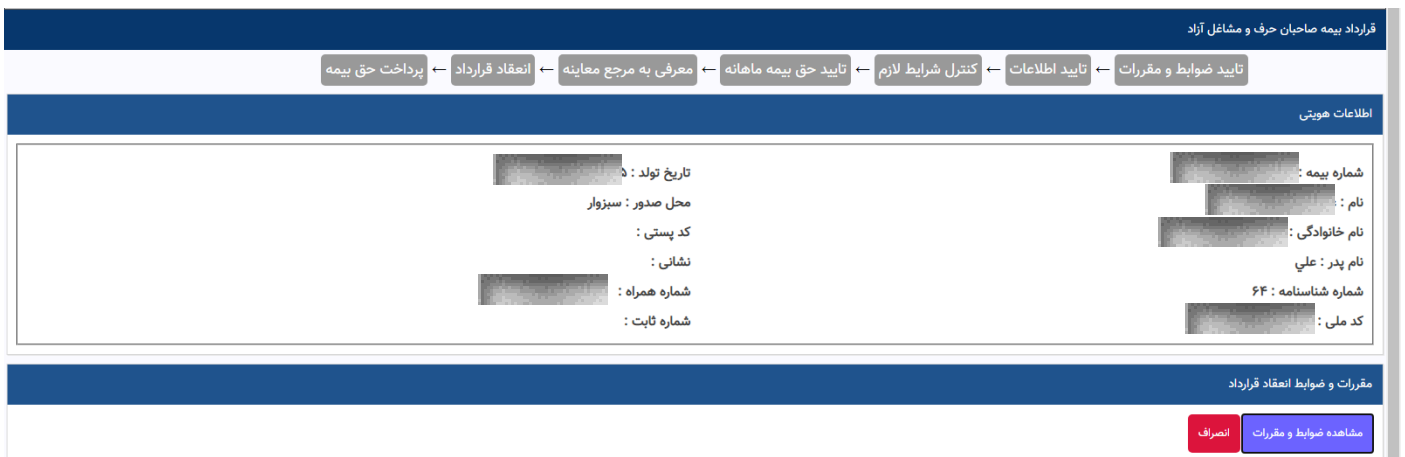 قرارداد بیمه صاحبان حرف و مشاغل آزاد
تایید ضوابط و مقررات ← تایید اطلاعات ← کنترل شرایط لازم ← تایید حق بیمه ماهانه ← معرفی به مرجع معاینه ← انعقاد قرارداد ← پرداخت حق بیمه
اطلاعات هویتی
شماره بیمه :
تاریخ تولد :
نام :
محل صدور : سبزوار
نام خانوادگی :
کد پستی :
نام پدر : علي
نشانی :
شماره شناسنامه : ۶۴
شماره همراه :
کد ملی :
شماره ثابت :
مقررات و ضوابط انعقاد قرارداد
مشاهده ضوابط و مقررات
انصراف